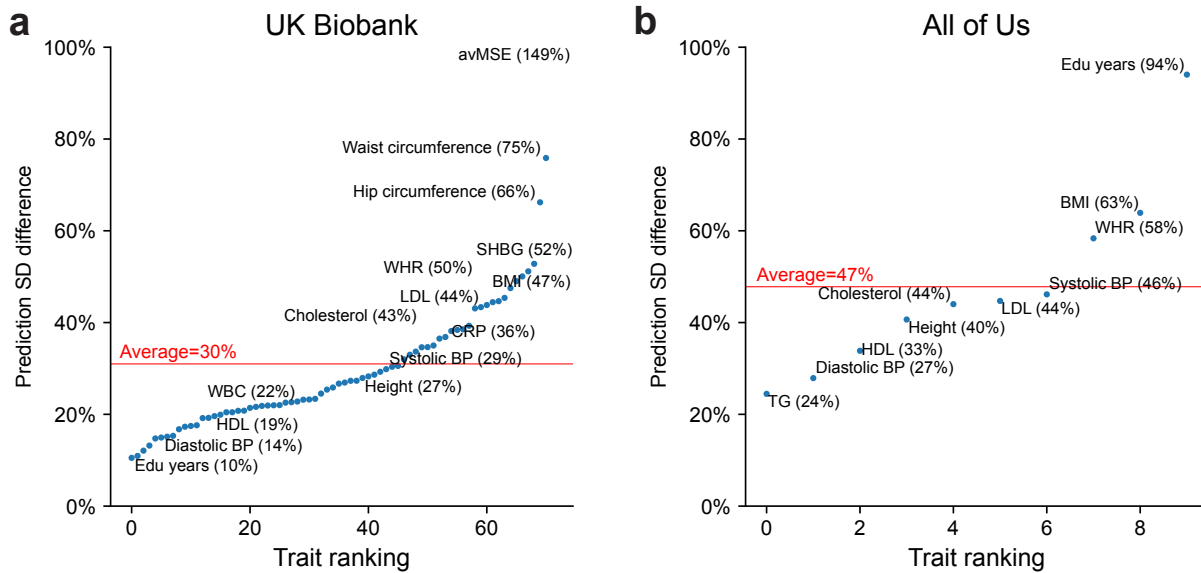 a
UK Biobank
Prediction SD difference
100%
80%
60%
40%
20%
0%
avMSE (149%)
Waist circumference (75%)
Hip circumference (66%)
SHBG (52%)
WHR (50%)
BMI (47%)
LDL (44%)
Cholesterol (43%)
CRP (36%)
Average=30%
Systolic BP (29%)
Height (27%)
WBC (22%)
HDL (19%)
Diastolic BP (14%)
Edu years (10%)
0
20
40
60
Trait ranking
b
All of Us
Prediction SD difference
100%
80%
60%
40%
20%
0%
Edu years (94%)
BMI (63%)
WHR (58%)
Average=47%
Systolic BP (46%)
Cholesterol (44%)
LDL (44%)
Height (40%)
HDL (33%)
Diastolic BP (27%)
TG (24%)
0
2
4
6
8
Trait ranking